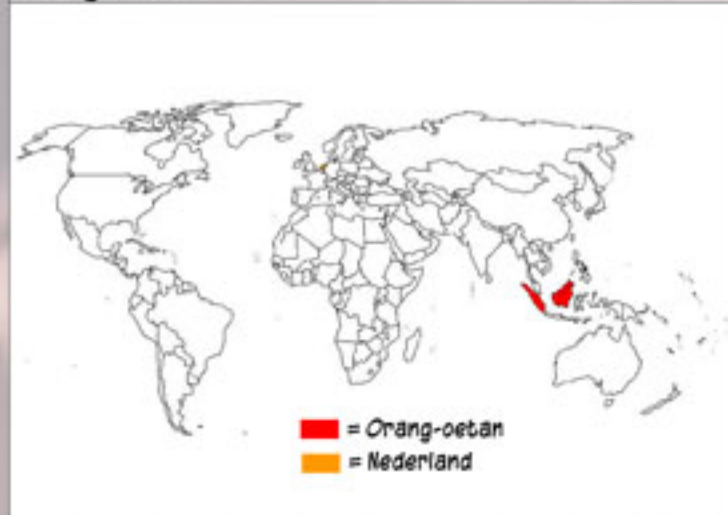 = Orang-oetan
= Nederland